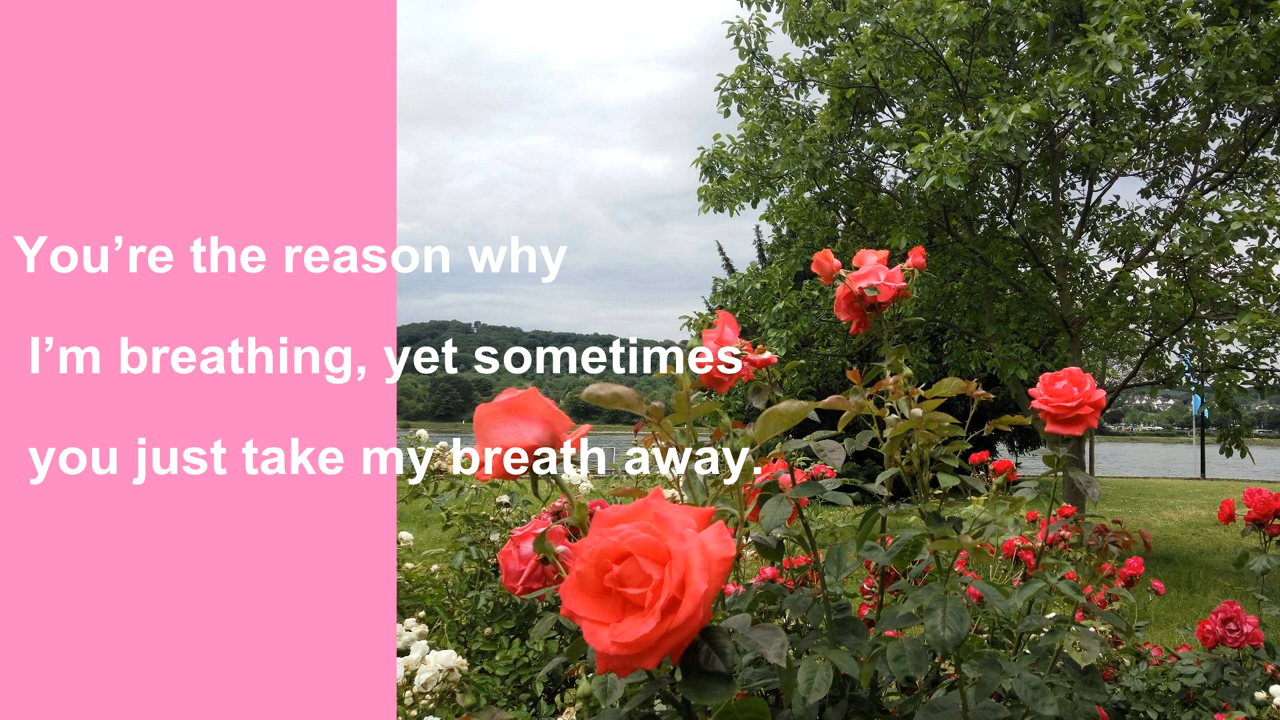 You’re the reason why
I’m breathing, yet sometimes
you just take my breath away.